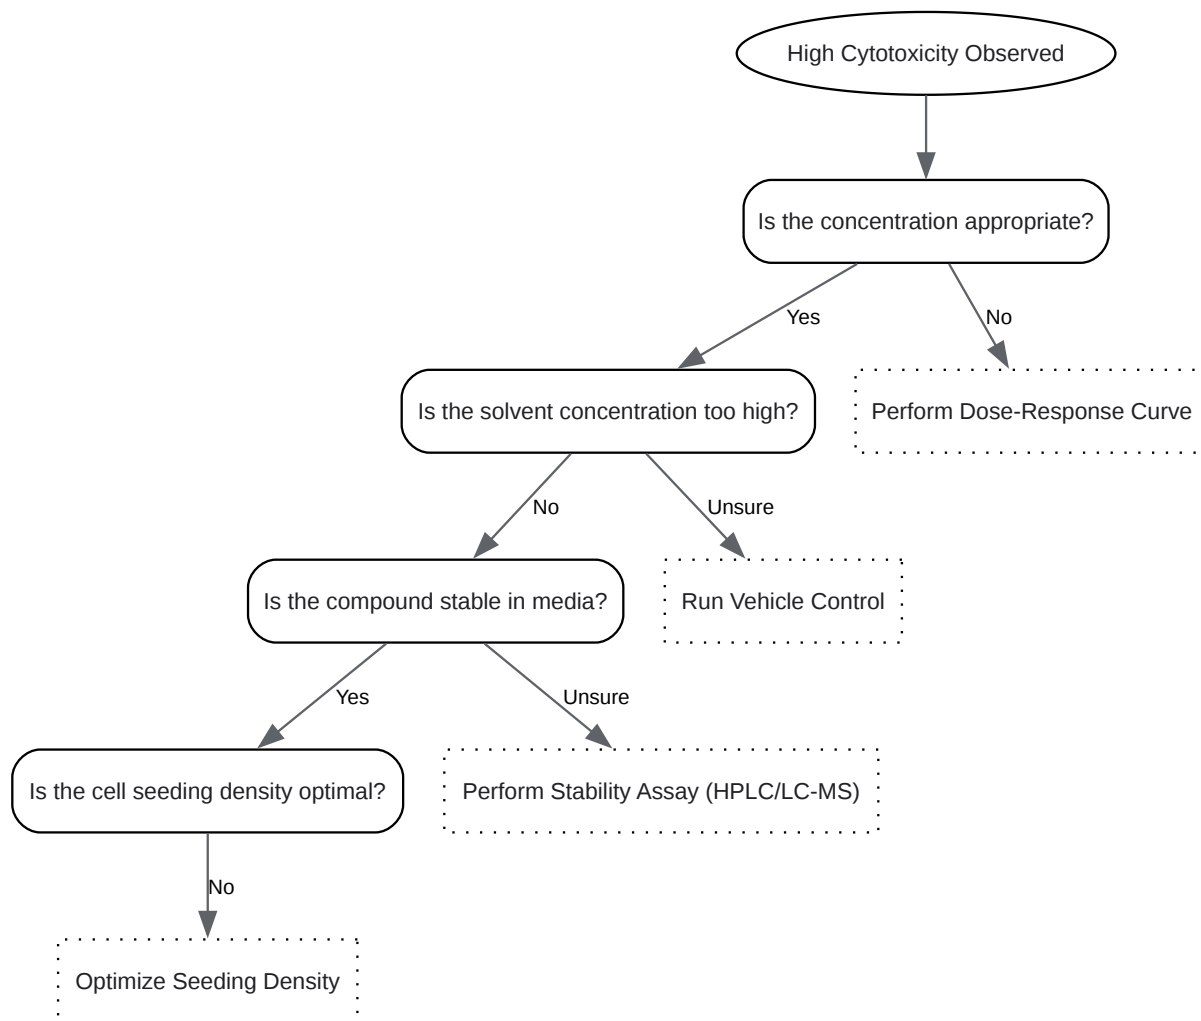 High Cytotoxicity Observed
Is the concentration appropriate?
Yes
No
Is the solvent concentration too high?
Perform Dose-Response Curve
No
Unsure
Is the compound stable in media?
Run Vehicle Control
Yes
Unsure
Is the cell seeding density optimal?
Perform Stability Assay (HPLC/LC-MS)
No
Optimize Seeding Density